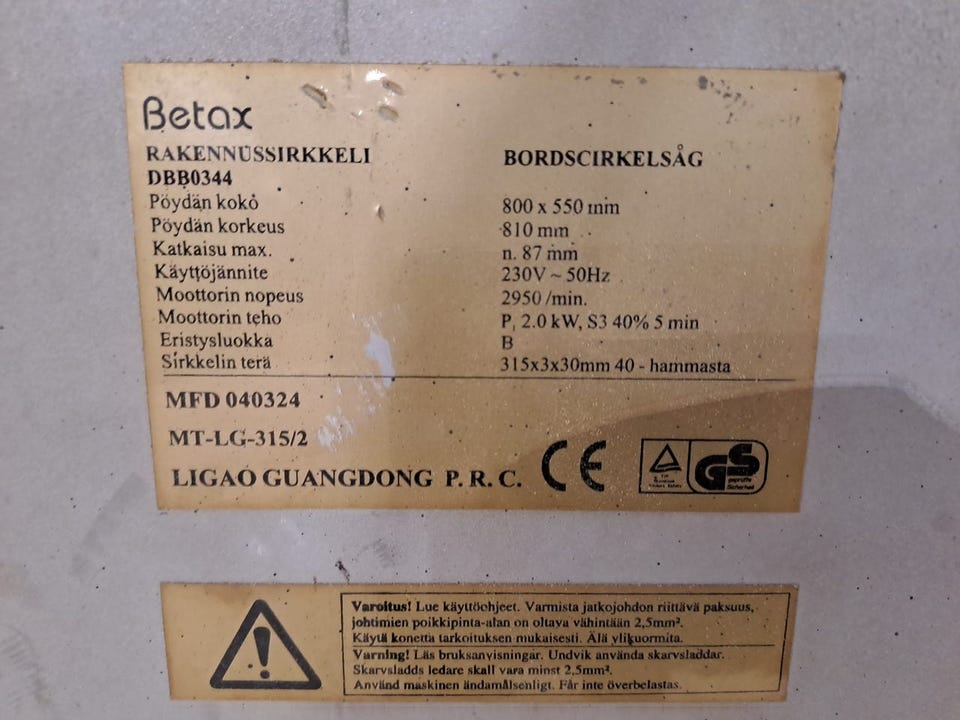 Betax
RAKENNUSSIRKKELI BORDSCIRKELSÅG
DBB0344
Pöydän koko 800 x 550 mm
Pöydän korkeus 810 mm
Katkaisu max. n. 87 mm
Käyttöjännite 230V ~ 50Hz
Moottorin nopeus 2950 /min.
Moottorin teho P₁ 2.0 kW, S3 40% 5 min
Eristysluokka B
Sirkkelin terä 315x3x30mm 40 - hammasta
MFD 040324
MT-LG-315/2
LIGAO GUANGDONG P. R. C. CE
GS
geprüfte
Sicherheit
Varoitus! Lue käyttöohjeet. Varmista jatkojohdon riittävä paksuus,
johtimien poikkipinta-alan on oltava vähintään 2,5mm².
Käytä konetta tarkoituksen mukaisesti. Älä ylikuormita.
Varning! Läs bruksanvisningar. Undvik använda skarvsladdar.
Skarvsladds ledare skall vara minst 2,5mm².
Använd maskinen ändamålsenligt. Får inte överbelastas.